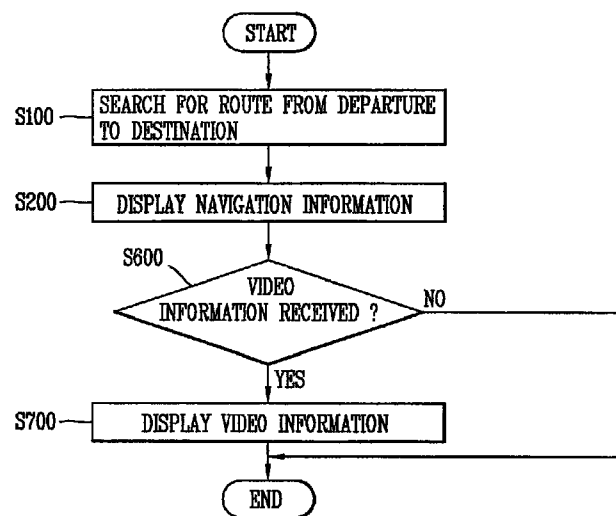 START
S100
SEARCH FOR ROUTE FROM DEPARTURE
TO DESTINATION
S200
DISPLAY NAVIGATION INFORMATION
S600
VIDEO
INFORMATION RECEIVED ?
NO
YES
S700
DISPLAY VIDEO INFORMATION
END